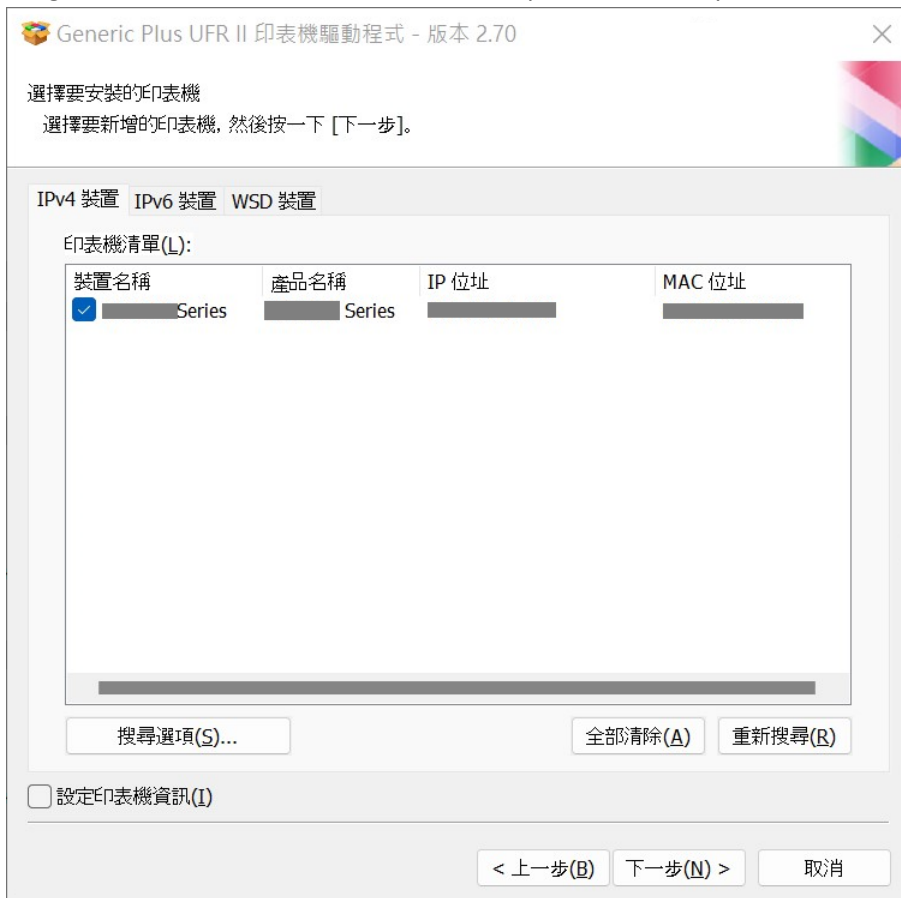 Generic Plus UFR II 印表機驅動程式 - 版本 2.70
選擇要安裝的印表機
選擇要新增的印表機, 然後按一下 [下一步]。
IPv4 裝置 IPv6 裝置 WSD 裝置
印表機清單(L):
裝置名稱 產品名稱 IP 位址 MAC 位址
Series Series
搜尋選項(S)... 全部清除(A) 重新搜尋(R)
設定印表機資訊(I)
< 上一步(B) 下一步(N) > 取消